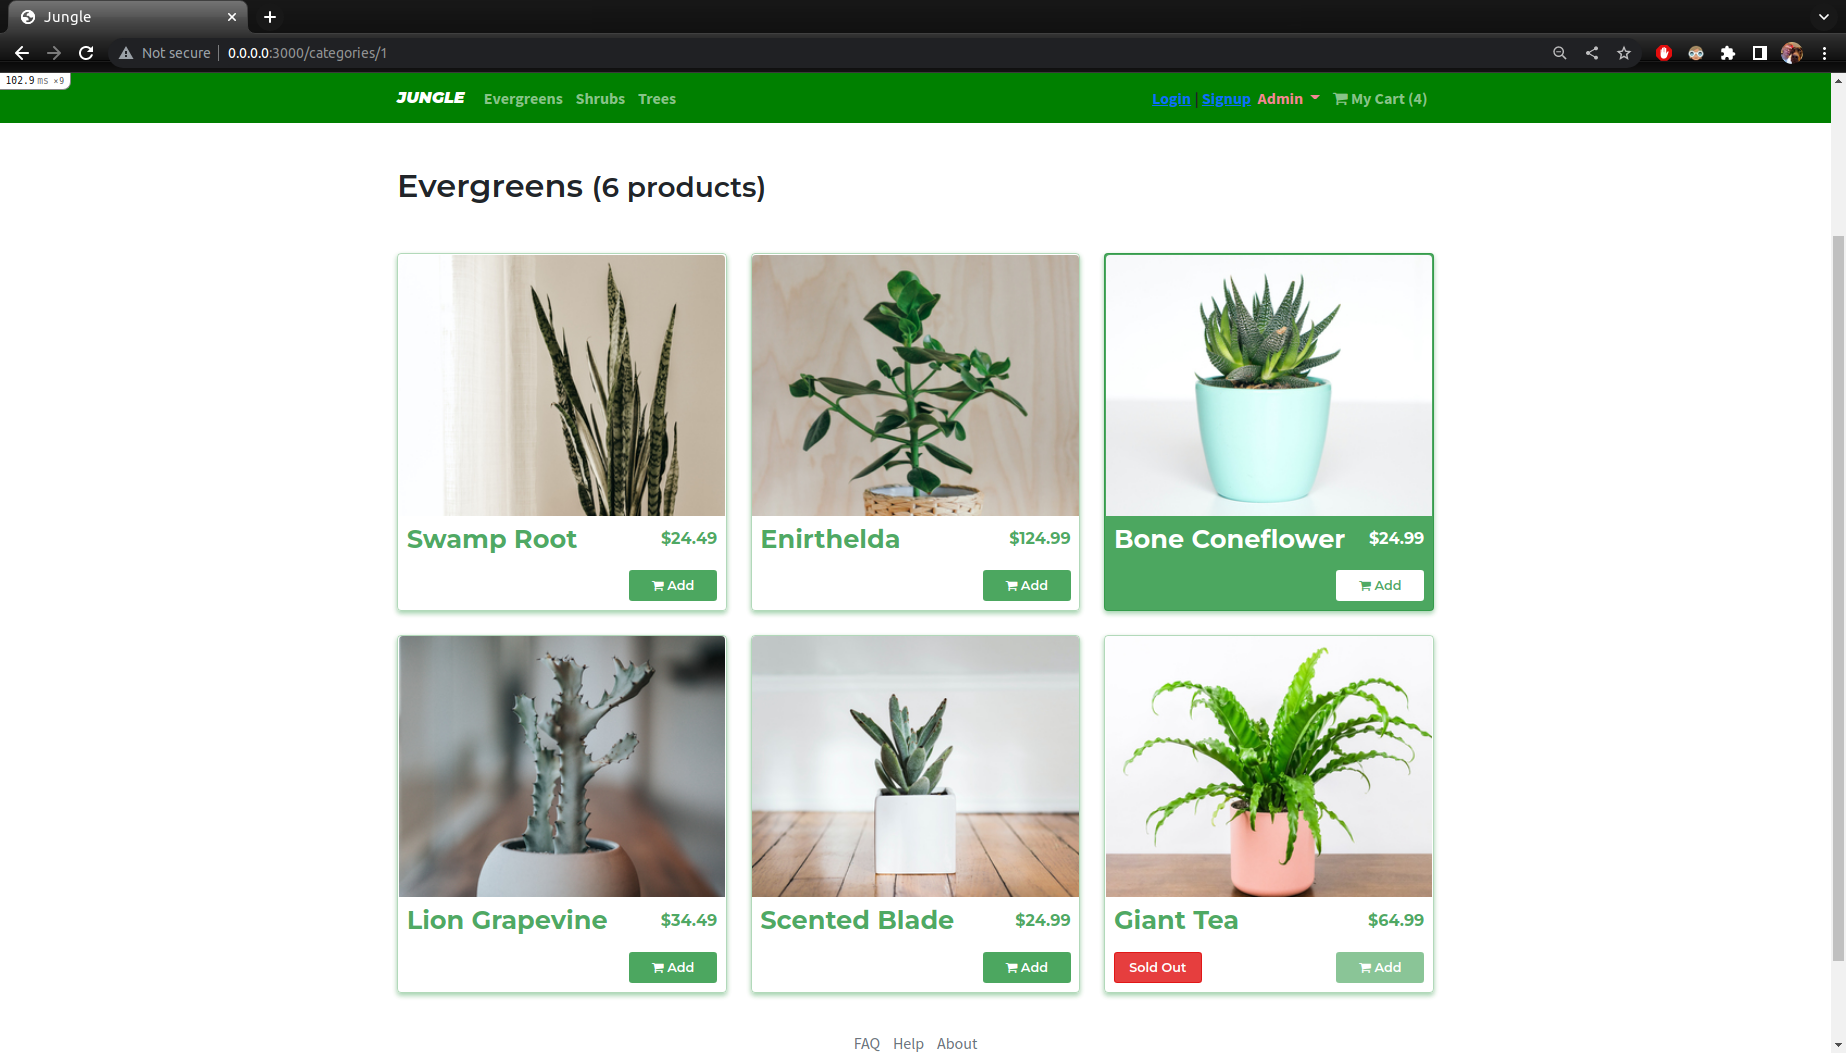 Jungle
Not secure 0.0.0.0:3000/categories/1
102.9 ms ×9
JUNGLE Evergreens Shrubs Trees Login | Signup Admin My Cart (4)
Evergreens (6 products)
Swamp Root $24.49
Add
Enirthelda $124.99
Add
Bone Coneflower $24.99
Add
Lion Grapevine $34.49
Add
Scented Blade $24.99
Add
Giant Tea $64.99
Sold Out Add
FAQ Help About